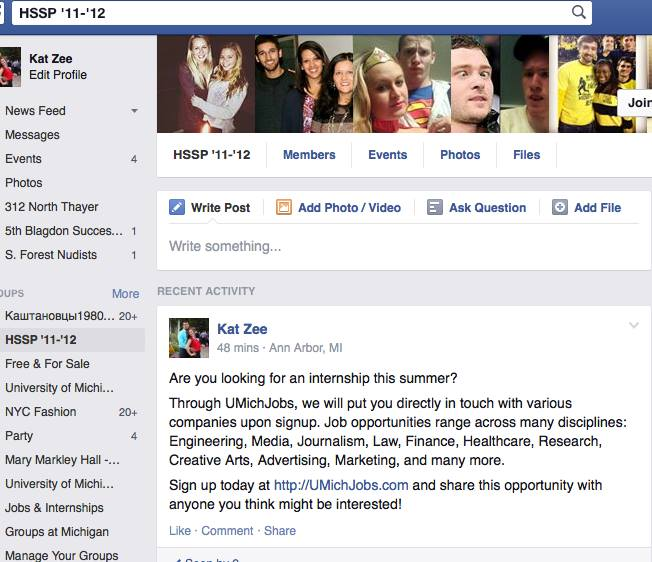 HSSP '11-'12
Kat Zee
Edit Profile
News Feed
Messages
Events 4
Photos
312 North Thayer
5th Blagdon Succes... 1
S. Forest Nudists 1
OUPS More
Каштановцы1980... 20+
HSSP '11-'12
Free & For Sale
University of Michi...
NYC Fashion 20+
Party 4
Mary Markley Hall -...
University of Michi...
Jobs & Internships
Groups at Michigan
Manage Your Groups
Join
HSSP '11-'12 Members Events Photos Files
Write Post Add Photo / Video Ask Question Add File
Write something...
RECENT ACTIVITY
Kat Zee
48 mins · Ann Arbor, MI
Are you looking for an internship this summer?
Through UMichJobs, we will put you directly in touch with various
companies upon signup. Job opportunities range across many disciplines:
Engineering, Media, Journalism, Law, Finance, Healthcare, Research,
Creative Arts, Advertising, Marketing, and many more.
Sign up today at http://UMichJobs.com and share this opportunity with
anyone you think might be interested!
Like · Comment · Share
Seen by